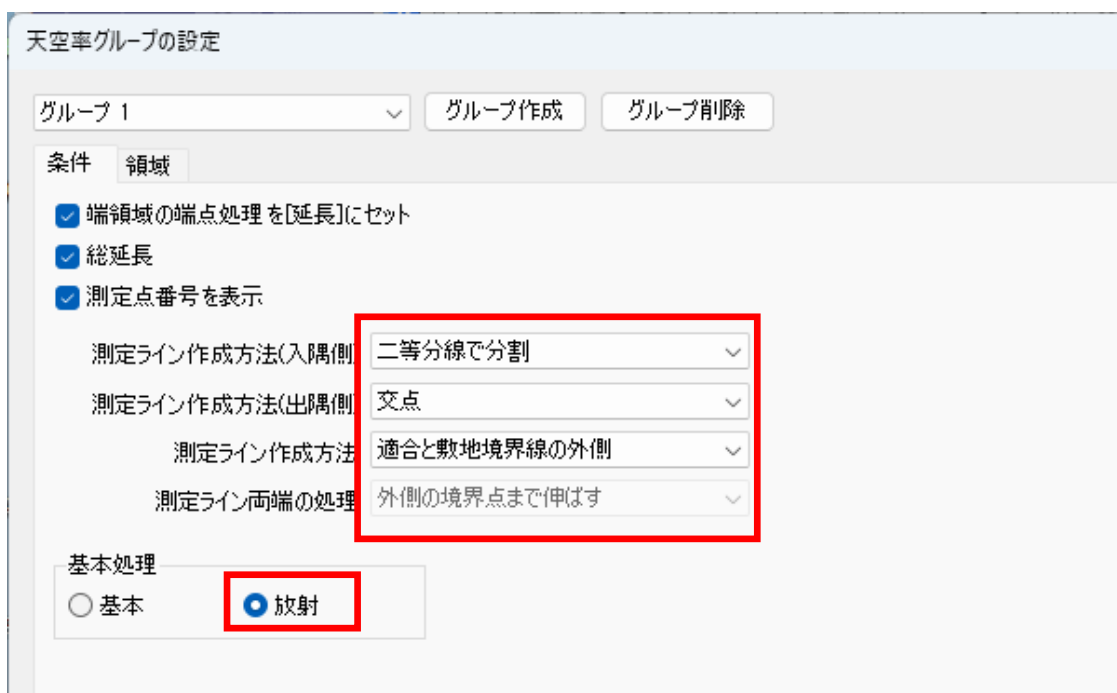 天空率グループの設定
グループ 1 グループ作成 グループ削除
条件 領域
端領域の端点処理を[延長]にセット
総延長
測定点番号を表示
測定ライン作成方法(入隅側) 二等分線で分割
測定ライン作成方法(出隅側) 交点
測定ライン作成方法 適合と敷地境界線の外側
測定ライン両端の処理 外側の境界点まで伸ばす
基本処理
基本 放射